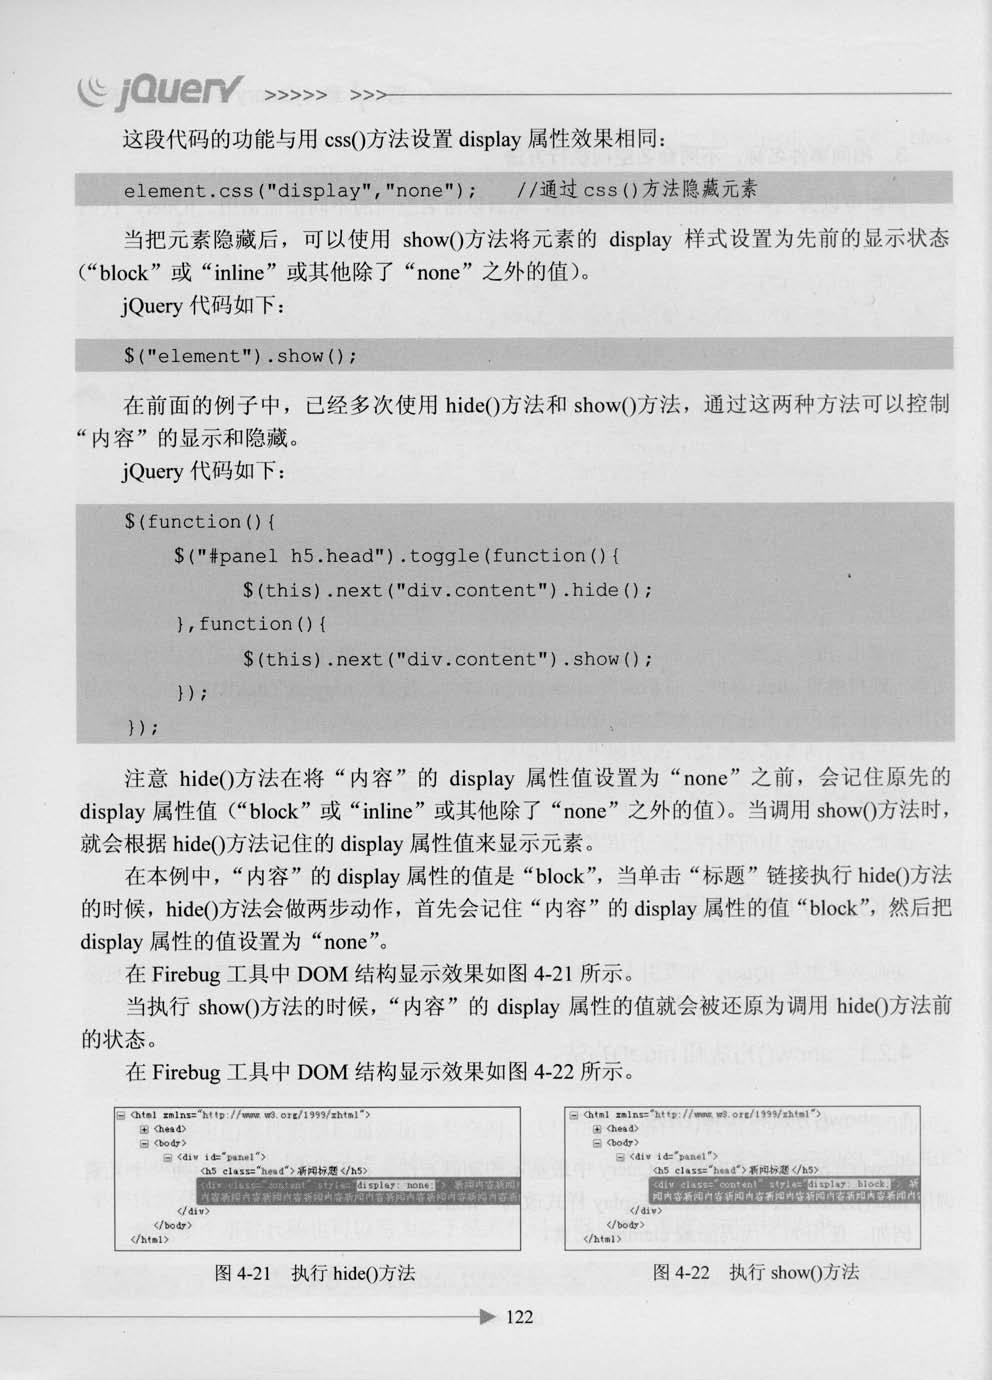 jQuery >>>>> >>>
这段代码的功能与用 css()方法设置 display 属性效果相同：
element.css("display","none"); //通过 css()方法隐藏元素
当把元素隐藏后，可以使用 show()方法将元素的 display 样式设置为先前的显示状态
（“block”或“inline”或其他除了“none”之外的值）。
jQuery 代码如下：
$("element").show();
在前面的例子中，已经多次使用 hide()方法和 show()方法，通过这两种方法可以控制
“内容”的显示和隐藏。
jQuery 代码如下：
$(function(){
$("#panel h5.head").toggle(function(){
$(this).next("div.content").hide();
},function(){
$(this).next("div.content").show();
});
});
注意 hide()方法在将“内容”的 display 属性值设置为“none”之前，会记住原先的
display 属性值（“block”或“inline”或其他除了“none”之外的值）。当调用 show()方法时，
就会根据 hide()方法记住的 display 属性值来显示元素。
在本例中，“内容”的 display 属性的值是“block”，当单击“标题”链接执行 hide()方法
的时候，hide()方法会做两步动作，首先会记住“内容”的 display 属性的值“block”，然后把
display 属性的值设置为“none”。
在 Firebug 工具中 DOM 结构显示效果如图 4-21 所示。
当执行 show()方法的时候，“内容”的 display 属性的值就会被还原为调用 hide()方法前
的状态。
在 Firebug 工具中 DOM 结构显示效果如图 4-22 所示。
<html xmlns="http://www.w3.org/1999/xhtml">
<head>
<body>
<div id="panel">
<h5 class="head">新闻标题</h5>
<div class="content" style="display: none;"> 新闻内容新闻
内容新闻内容新闻内容新闻内容新闻内容新闻内容新闻内容
</div>
</body>
</html>
图 4-21 执行 hide()方法
<html xmlns="http://www.w3.org/1999/xhtml">
<head>
<body>
<div id="panel">
<h5 class="head">新闻标题</h5>
<div class="content" style="display: block;"> 新
闻内容新闻内容新闻内容新闻内容新闻内容新闻内容
</div>
</body>
</html>
图 4-22 执行 show()方法
122